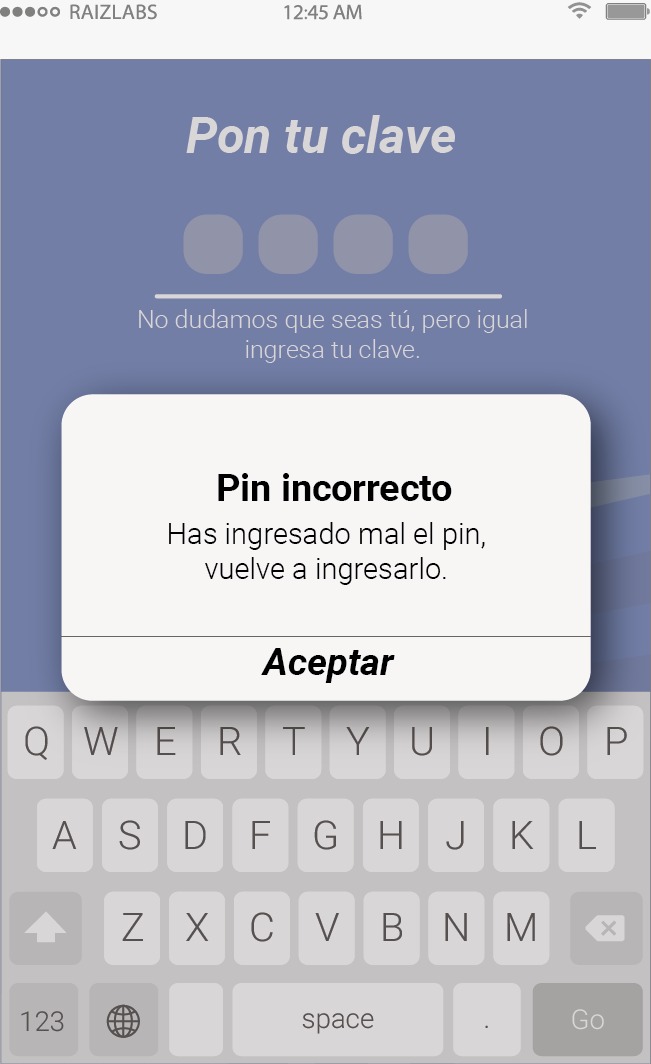 RAIZLABS 12:45 AM
Pon tu clave
No dudamos que seas tú, pero igual
ingresa tu clave.
Pin incorrecto
Has ingresado mal el pin,
vuelve a ingresarlo.
Aceptar
Q W E R T Y U I O P
A S D F G H J K L
Z X C V B N M
123 space . Go